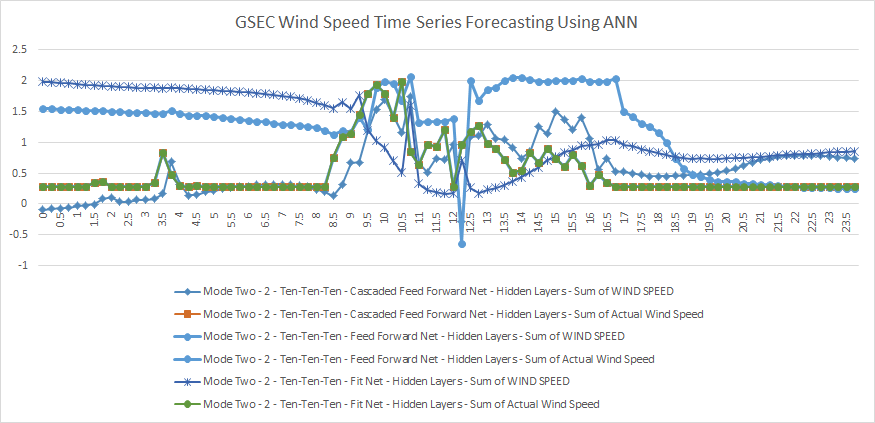 GSEC Wind Speed Time Series Forecasting Using ANN
2.5
2
1.5
1
0.5
0
-0.5
-1
0 0.5 1 1.5 2 2.5 3 3.5 4 4.5 5 5.5 6 6.5 7 7.5 8 8.5 9 9.5 10 10.5 11 11.5 12 12.5 13 13.5 14 14.5 15 15.5 16 16.5 17 17.5 18 18.5 19 19.5 20 20.5 21 21.5 22 22.5 23 23.5
Mode Two - 2 - Ten-Ten-Ten - Cascaded Feed Forward Net - Hidden Layers - Sum of WIND SPEED
Mode Two - 2 - Ten-Ten-Ten - Cascaded Feed Forward Net - Hidden Layers - Sum of Actual Wind Speed
Mode Two - 2 - Ten-Ten-Ten - Feed Forward Net - Hidden Layers - Sum of WIND SPEED
Mode Two - 2 - Ten-Ten-Ten - Feed Forward Net - Hidden Layers - Sum of Actual Wind Speed
Mode Two - 2 - Ten-Ten-Ten - Fit Net - Hidden Layers - Sum of WIND SPEED
Mode Two - 2 - Ten-Ten-Ten - Fit Net - Hidden Layers - Sum of Actual Wind Speed